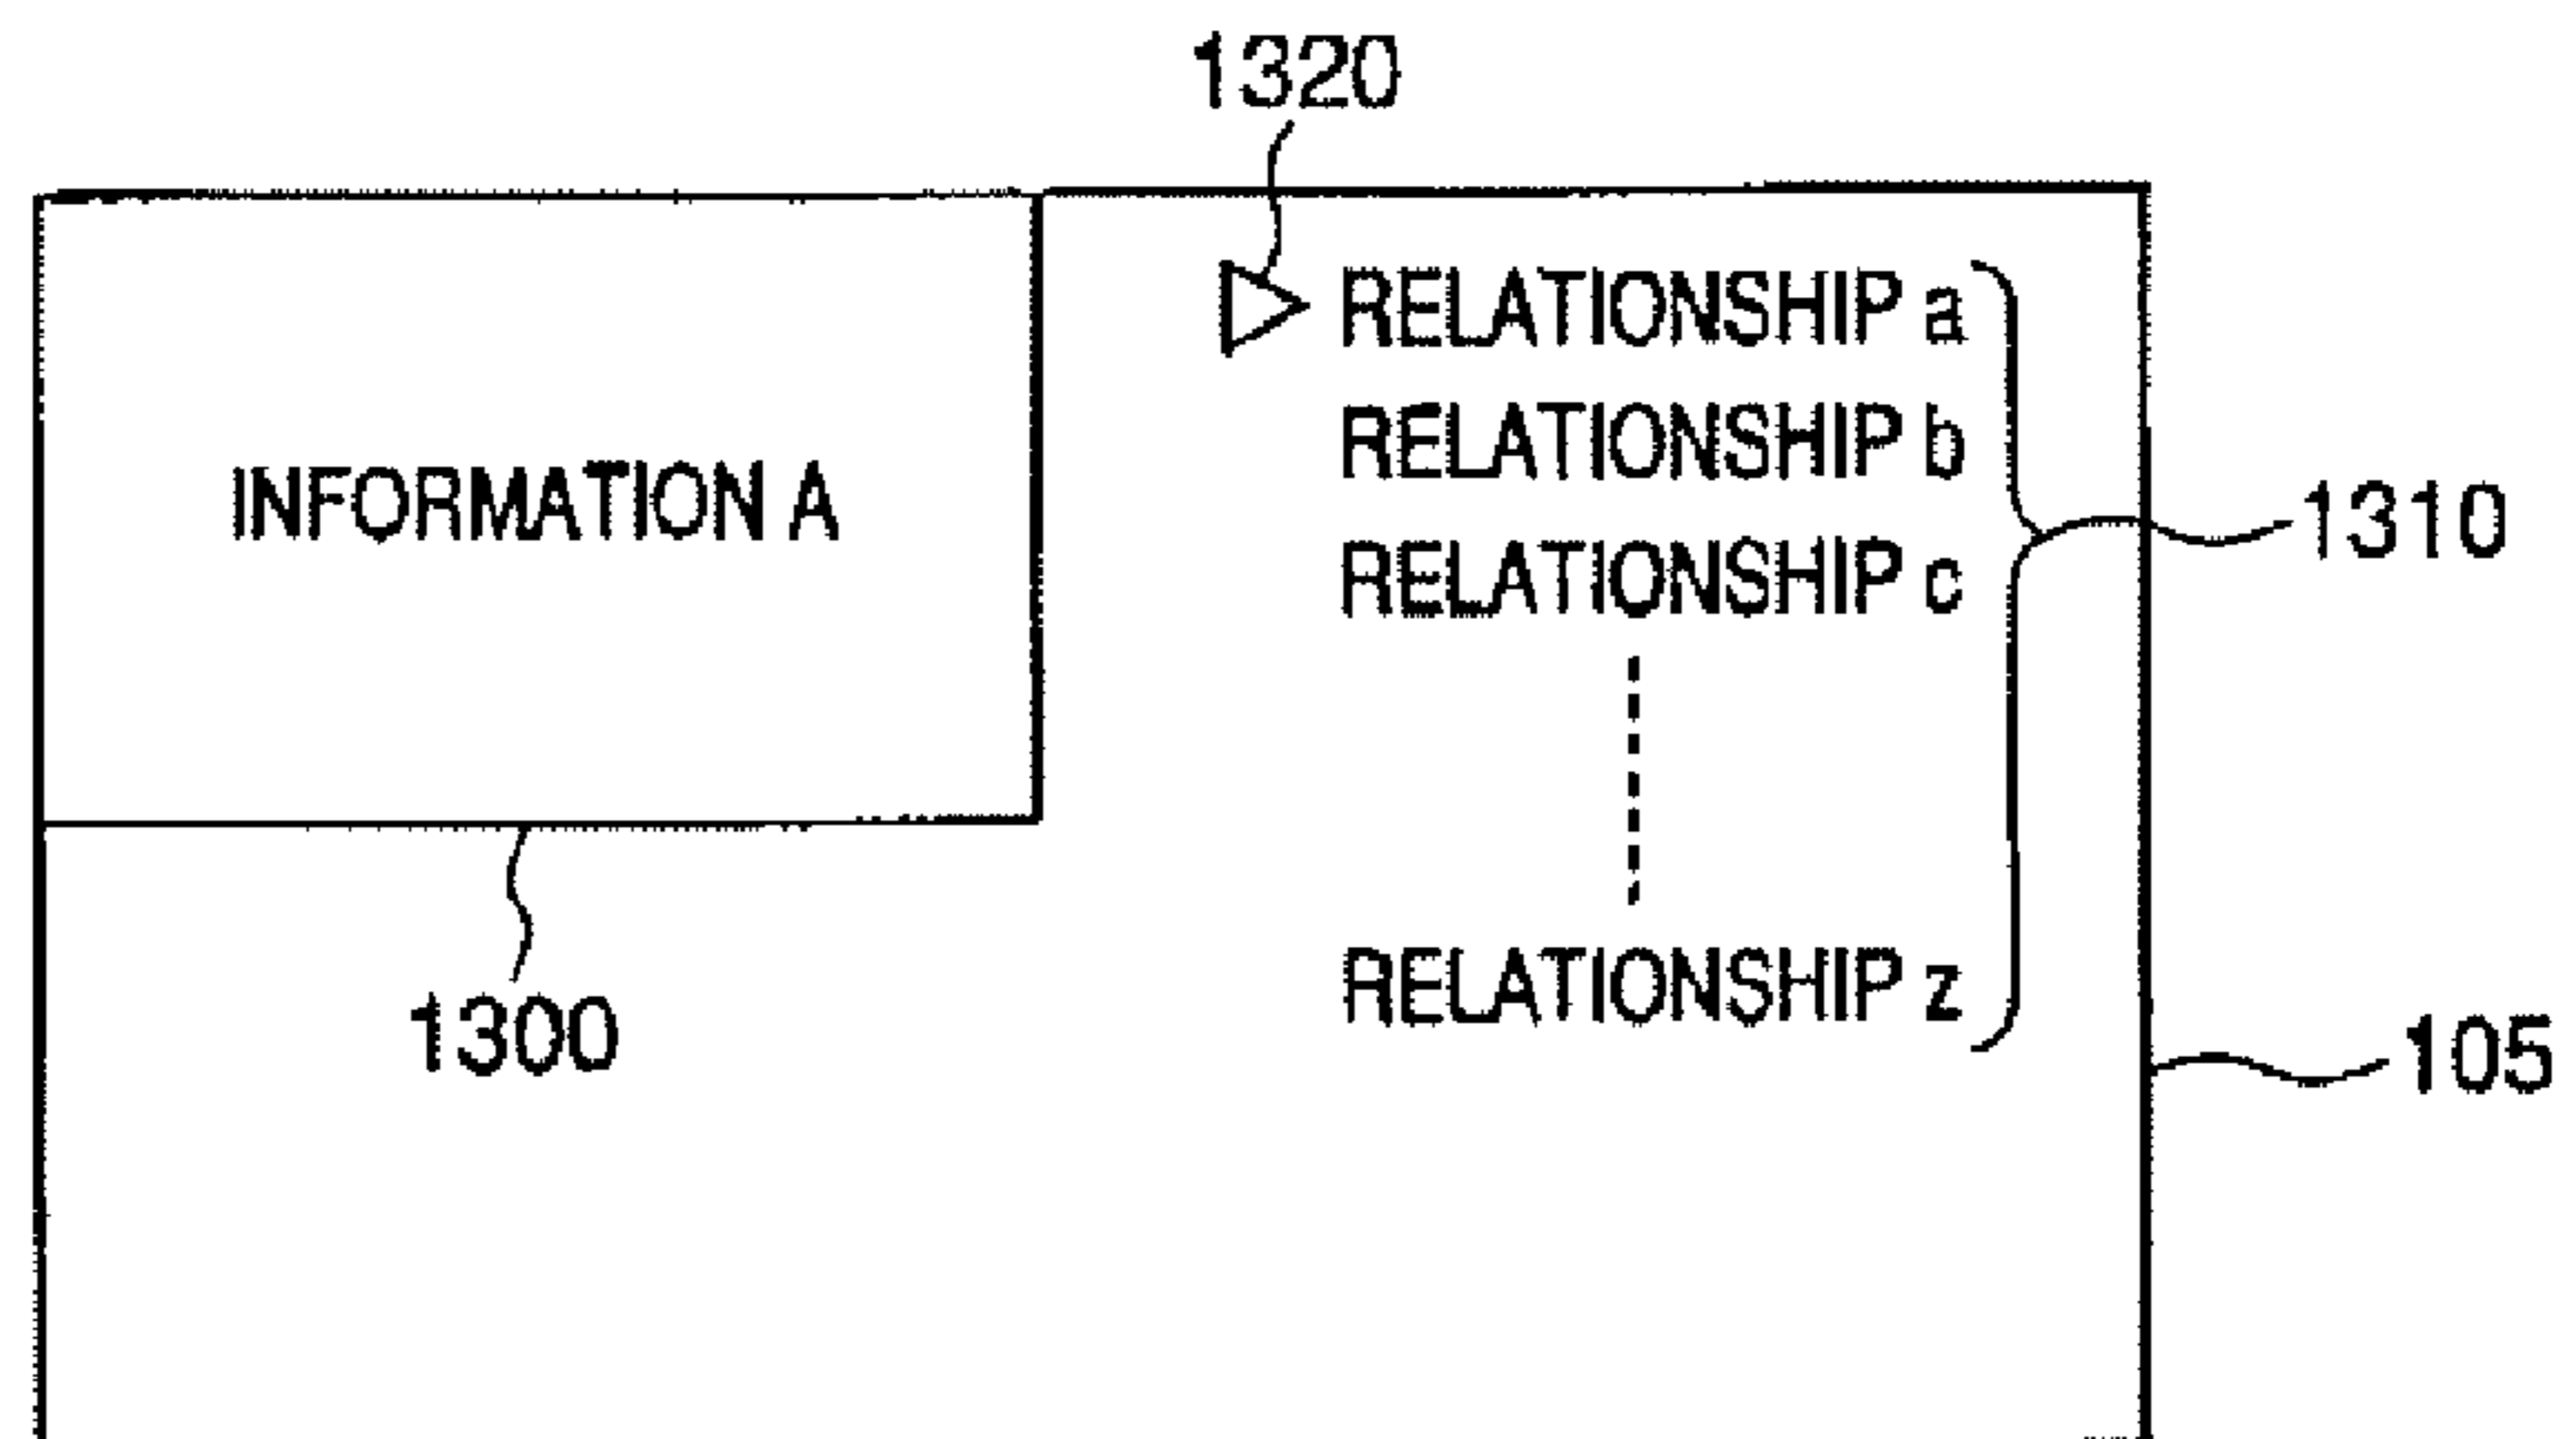 1320
RELATIONSHIP a
RELATIONSHIP b
INFORMATION A
1310
RELATIONSHIP c
RELATIONSHIP z
1300
105